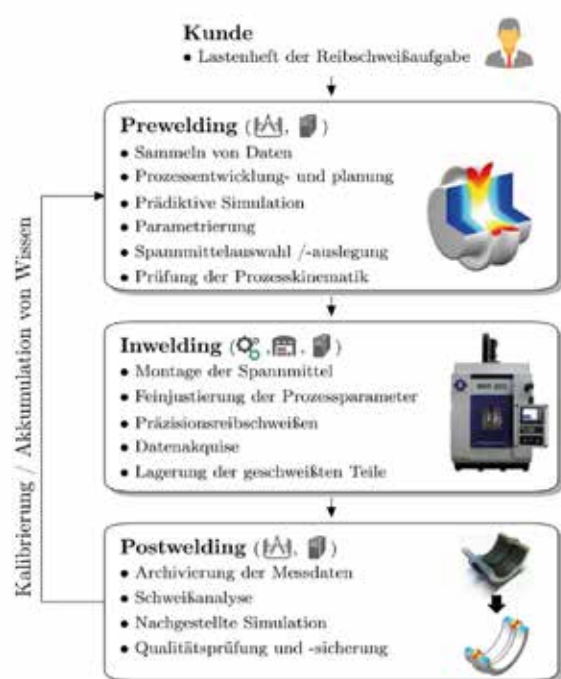 Kunde
• Lastenheft der Reibschweißaufgabe
Prewelding ( , )
• Sammeln von Daten
• Prozessentwicklung- und planung
• Prädiktive Simulation
• Parametrierung
• Spannmittelauswahl /-auslegung
• Prüfung der Prozesskinematik
Inwelding ( , , )
• Montage der Spannmittel
• Feinjustierung der Prozessparameter
• Präzisionsreibschweißen
• Datenakquise
• Lagerung der geschweißten Teile
Postwelding ( , )
• Archivierung der Messdaten
• Schweißanalyse
• Nachgestellte Simulation
• Qualitätsprüfung und -sicherung
Kalibrierung / Akkumulation von Wissen